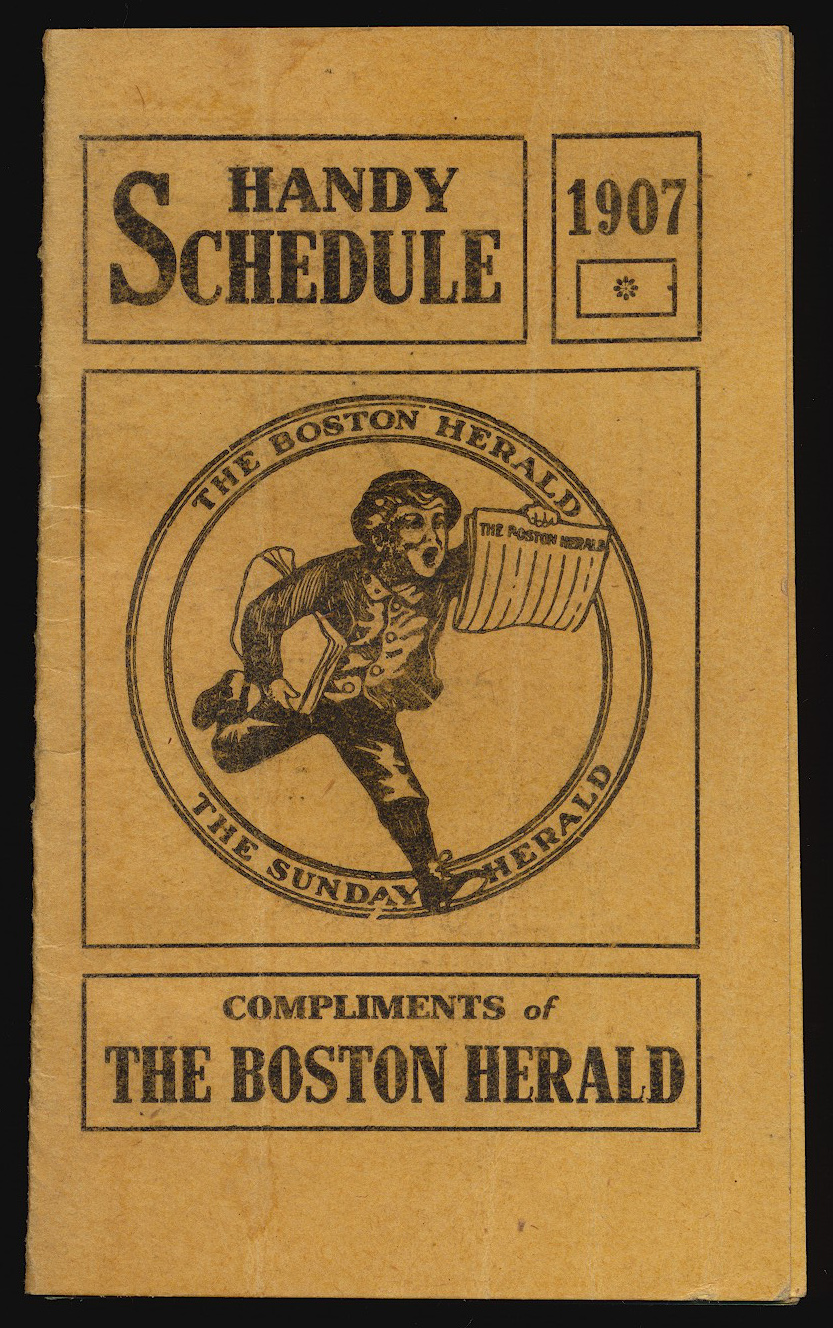 HANDY
SCHEDULE
1907
THE BOSTON HERALD
THE BOSTON HERALD
THE SUNDAY HERALD
COMPLIMENTS of
THE BOSTON HERALD